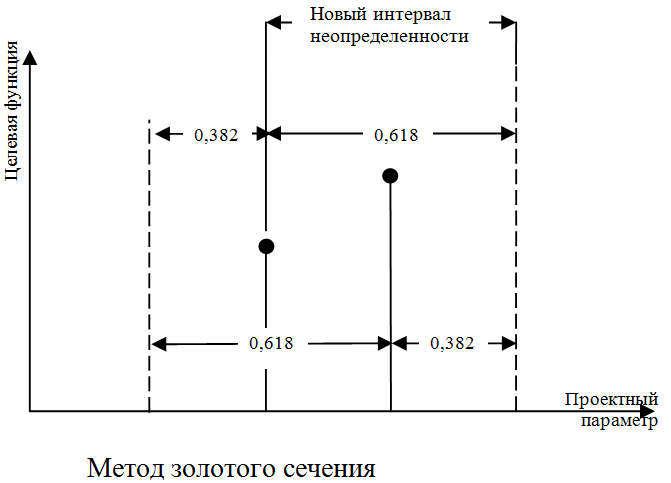 Новый интервал
неопределенности
Целевая функция
0,382
0,618
0,618
0,382
Проектный
параметр
Метод золотого сечения